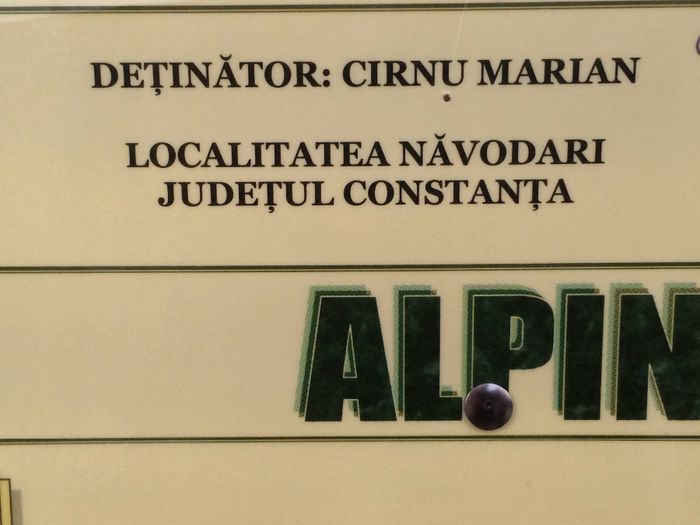 DEȚINĂTOR: CIRNU MARIAN
LOCALITATEA NĂVODARI
JUDEȚUL CONSTANȚA
ALPIN